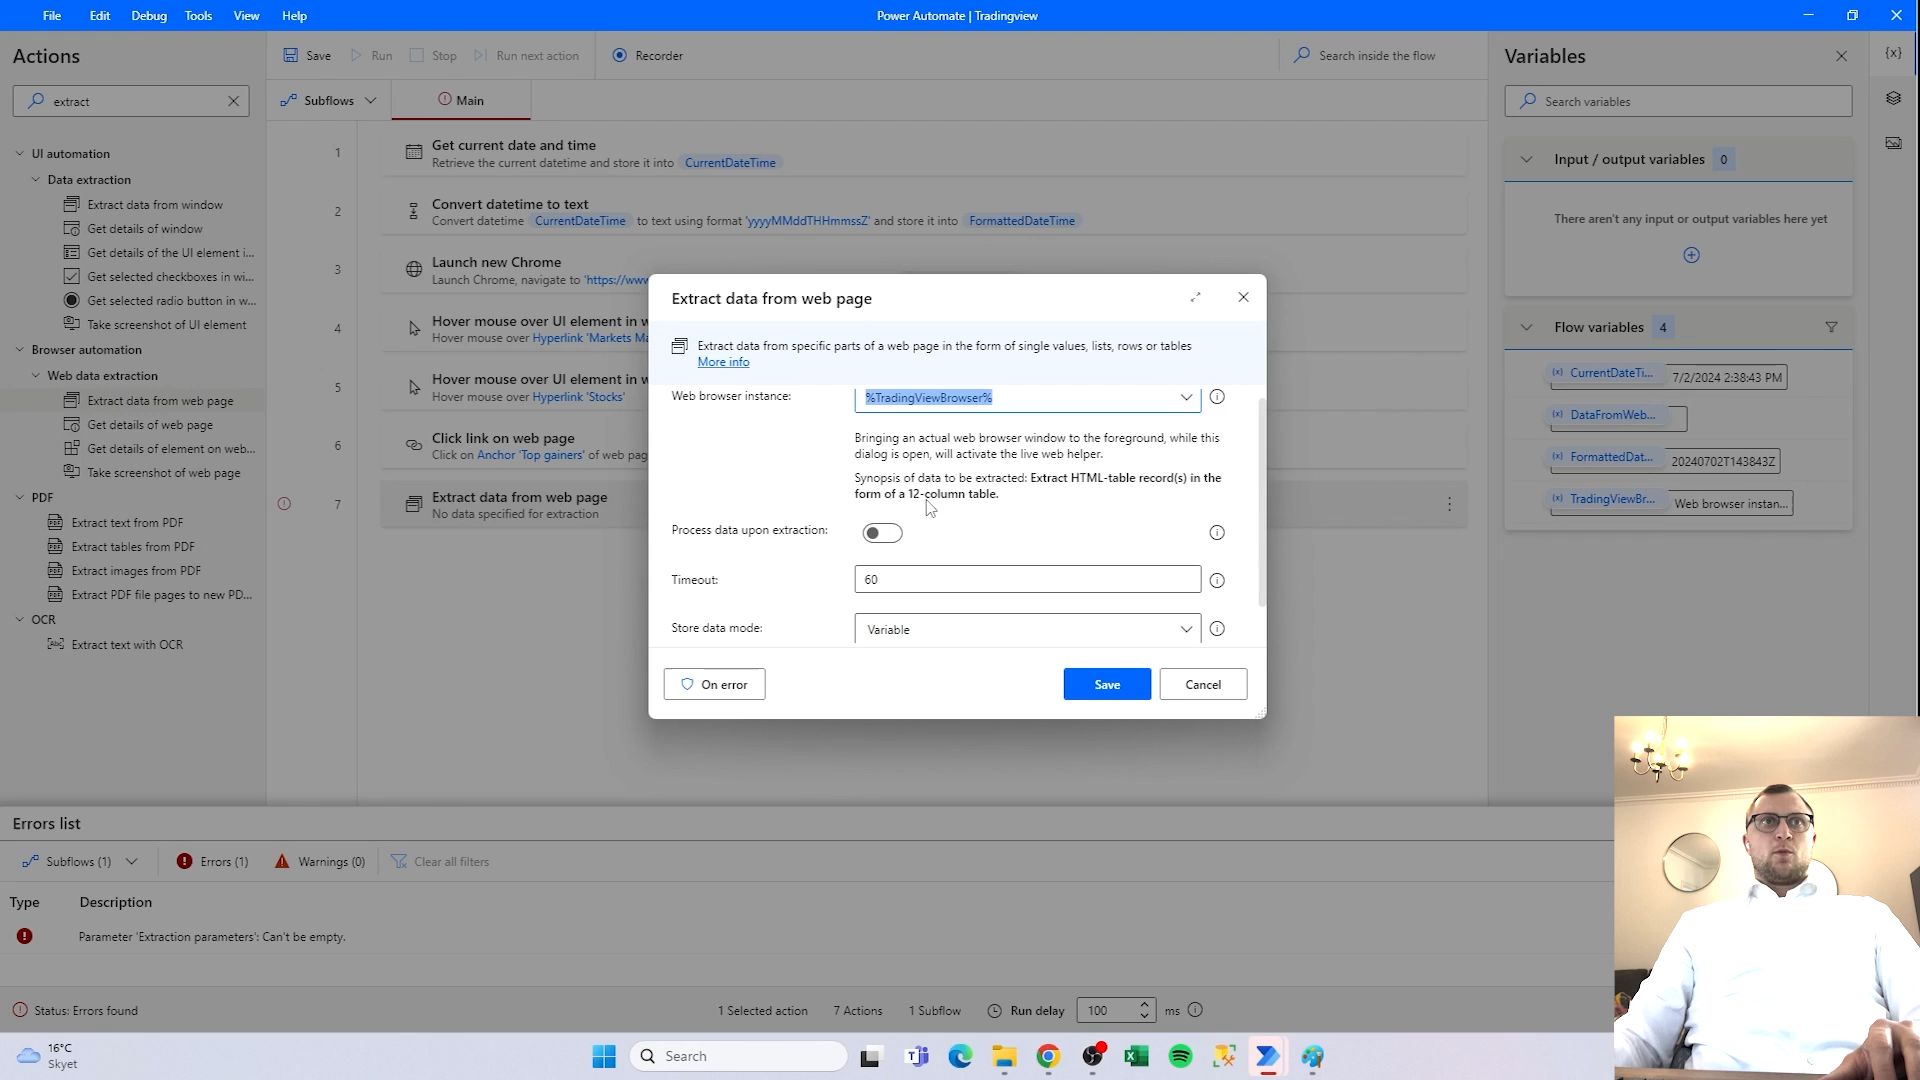 File Edit Debug Tools View Help
Power Automate | Tradingview
Actions
Save Run Stop Run next action Recorder
Search inside the flow
Variables
{x}
extract
Subflows
Main
Search variables
UI automation
Data extraction
Extract data from window
Get details of window
Get details of the UI element i...
Get selected checkboxes in wi...
Get selected radio button in w...
Take screenshot of UI element
Browser automation
Web data extraction
Extract data from web page
Get details of web page
Get details of element on web...
Take screenshot of web page
PDF
Extract text from PDF
Extract tables from PDF
Extract images from PDF
Extract PDF file pages to new PD...
OCR
Extract text with OCR
1
Get current date and time
Retrieve the current datetime and store it into CurrentDateTime
2
Convert datetime to text
Convert datetime CurrentDateTime to text using format 'yyyyMMddTHHmmssZ' and store it into FormattedDateTime
3
Launch new Chrome
Launch Chrome, navigate to 'https://www
4
Hover mouse over UI element in w
Hover mouse over Hyperlink 'Markets Ma
5
Hover mouse over UI element in w
Hover mouse over Hyperlink 'Stocks'
6
Click link on web page
Click on Anchor 'Top gainers' of web pag
7
Extract data from web page
No data specified for extraction
Extract data from web page
Extract data from specific parts of a web page in the form of single values, lists, rows or tables
More info
Web browser instance:
%TradingViewBrowser%
Bringing an actual web browser window to the foreground, while this
dialog is open, will activate the live web helper.
Synopsis of data to be extracted: Extract HTML-table record(s) in the
form of a 12-column table.
Process data upon extraction:
Timeout:
60
Store data mode:
Variable
On error
Save
Cancel
Input / output variables 0
There aren't any input or output variables here yet
Flow variables 4
(x) CurrentDateTi... 7/2/2024 2:38:43 PM
(x) DataFromWeb...
(x) FormattedDat... 20240702T143843Z
(x) TradingViewBr... Web browser instan...
Errors list
Subflows (1) Errors (1) Warnings (0) Clear all filters
Type Description
Parameter 'Extraction parameters': Can't be empty.
Status: Errors found
1 Selected action 7 Actions 1 Subflow Run delay 100 ms
16°C
Skyet
Search